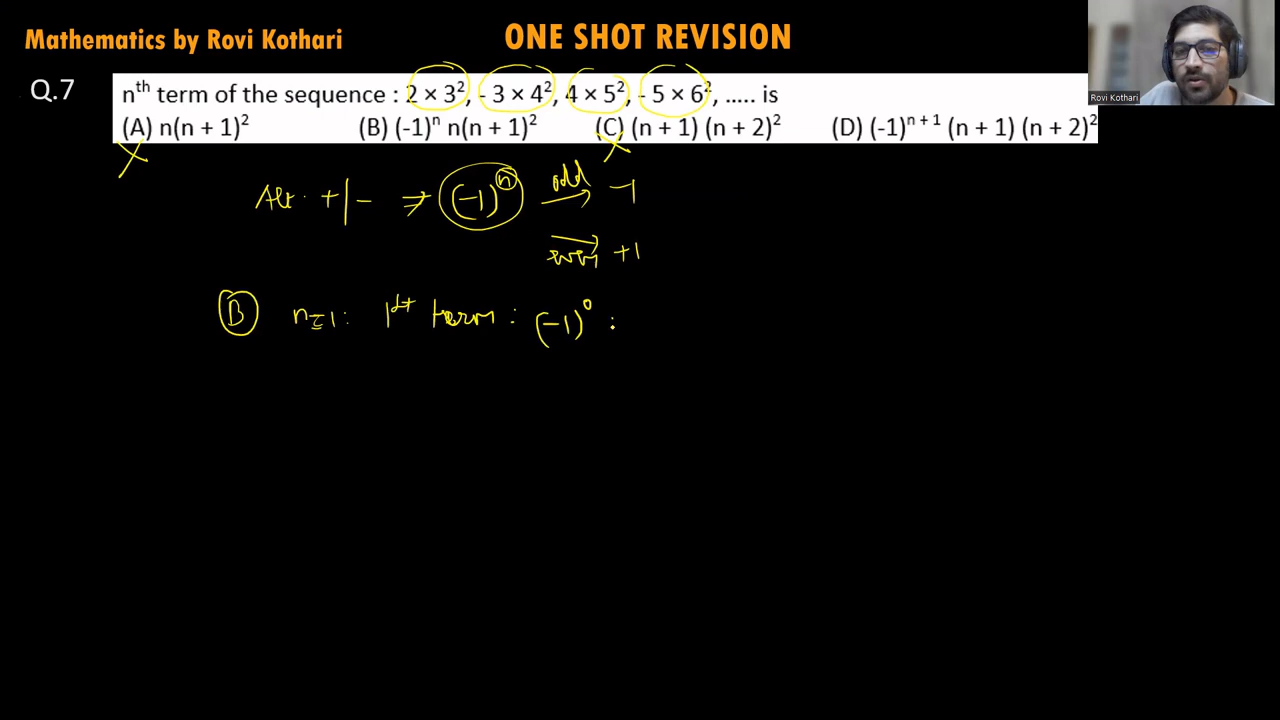 Mathematics by Rovi Kothari
ONE SHOT REVISION
Rovi Kothari
Q.7
nᵗʰ term of the sequence : 2 × 3², - 3 × 4², 4 × 5², - 5 × 6², ..... is
(A) n(n + 1)² (B) (-1)ⁿ n(n + 1)² (C) (n + 1) (n + 2)² (D) (-1)ⁿ⁺¹ (n + 1) (n + 2)²
Alt. +/- ⇒ (-1)ⁿ odd → -1
even → +1
B n=1: 1st term : (-1)⁰ :